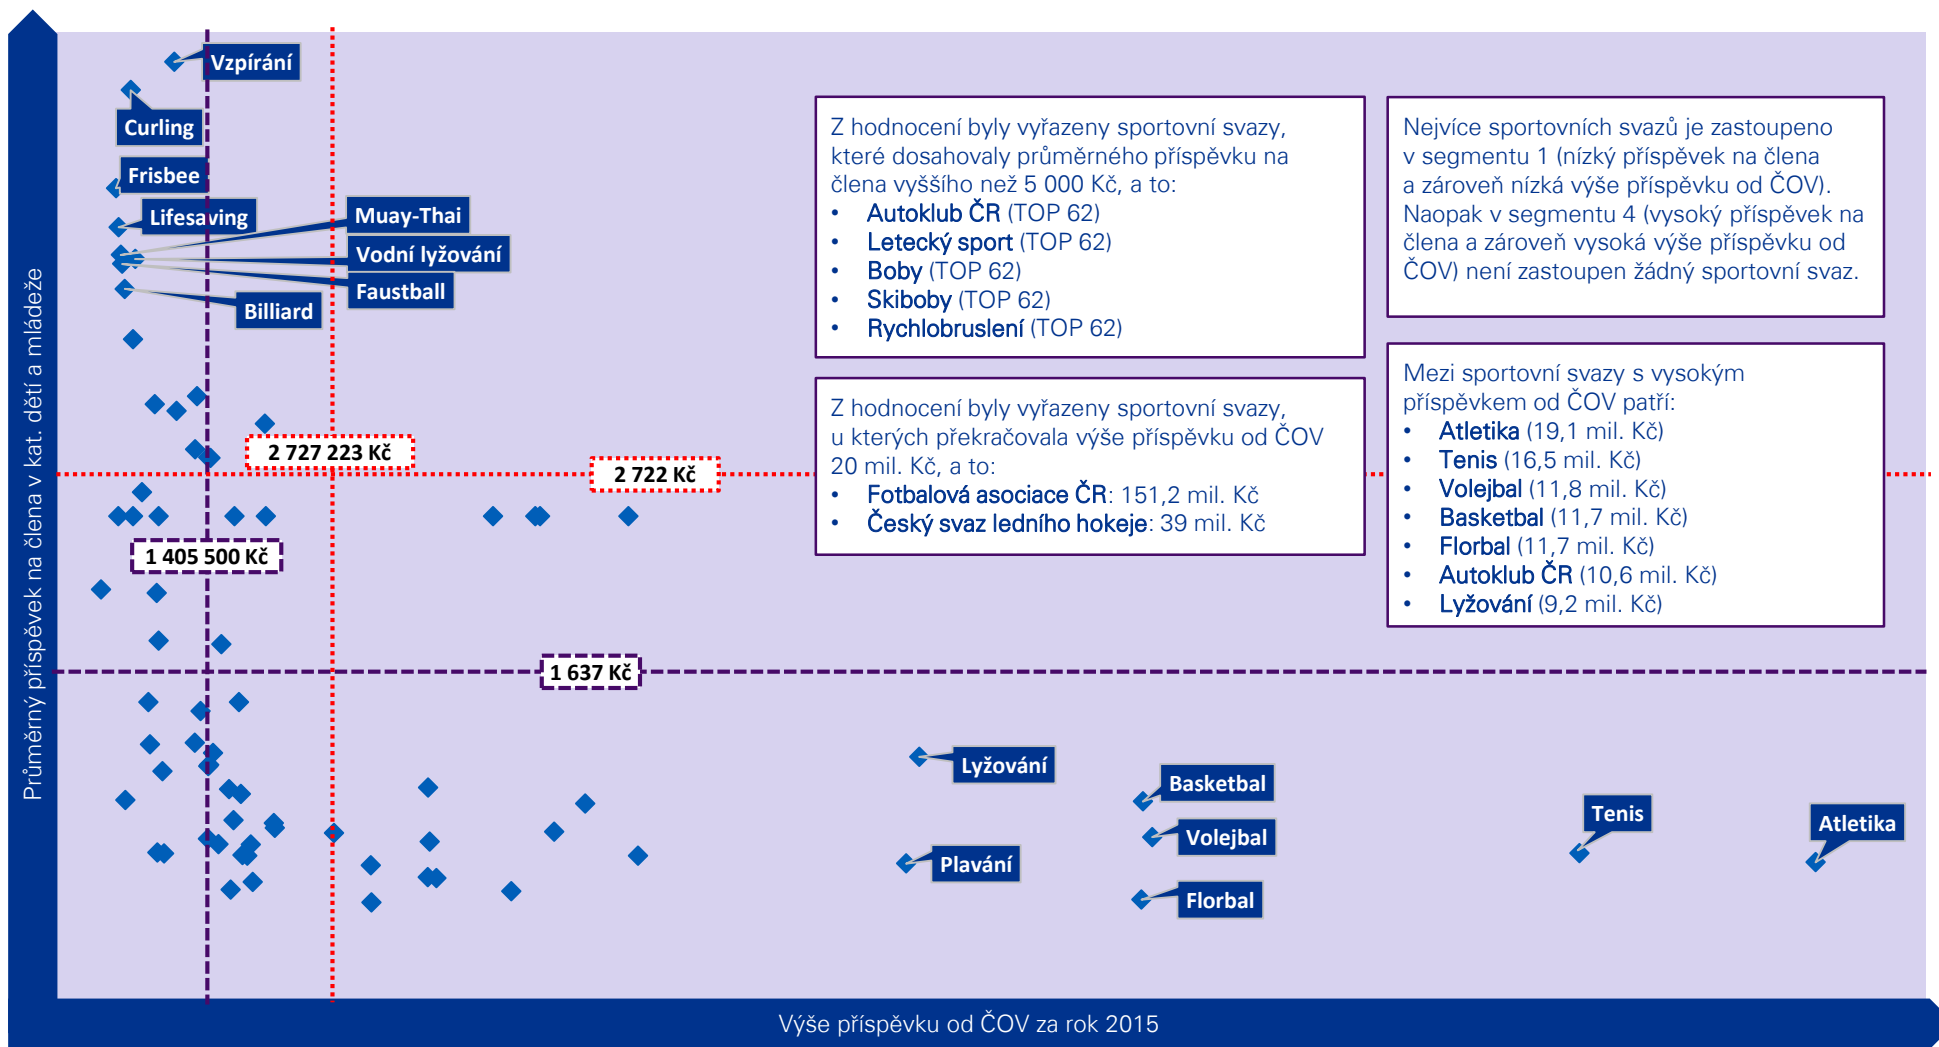 Průměrný příspěvek na člena v kat. dětí a mládeže
Vzpírání
Curling
Frisbee
Lifesaving
Muay-Thai
Vodní lyžování
Faustball
Billiard
2 727 223 Kč
2 722 Kč
1 405 500 Kč
1 637 Kč
Z hodnocení byly vyřazeny sportovní svazy,
které dosahovaly průměrného příspěvku na
člena vyššího než 5 000 Kč, a to:
• Autoklub ČR (TOP 62)
• Letecký sport (TOP 62)
• Boby (TOP 62)
• Skiboby (TOP 62)
• Rychlobruslení (TOP 62)
Z hodnocení byly vyřazeny sportovní svazy,
u kterých překračovala výše příspěvku od ČOV
20 mil. Kč, a to:
• Fotbalová asociace ČR: 151,2 mil. Kč
• Český svaz ledního hokeje: 39 mil. Kč
Nejvíce sportovních svazů je zastoupeno
v segmentu 1 (nízký příspěvek na člena
a zároveň nízká výše příspěvku od ČOV).
Naopak v segmentu 4 (vysoký příspěvek na
člena a zároveň vysoká výše příspěvku od
ČOV) není zastoupen žádný sportovní svaz.
Mezi sportovní svazy s vysokým
příspěvkem od ČOV patří:
• Atletika (19,1 mil. Kč)
• Tenis (16,5 mil. Kč)
• Volejbal (11,8 mil. Kč)
• Basketbal (11,7 mil. Kč)
• Florbal (11,7 mil. Kč)
• Autoklub ČR (10,6 mil. Kč)
• Lyžování (9,2 mil. Kč)
Lyžování
Basketbal
Tenis
Atletika
Volejbal
Plavání
Florbal
Výše příspěvku od ČOV za rok 2015